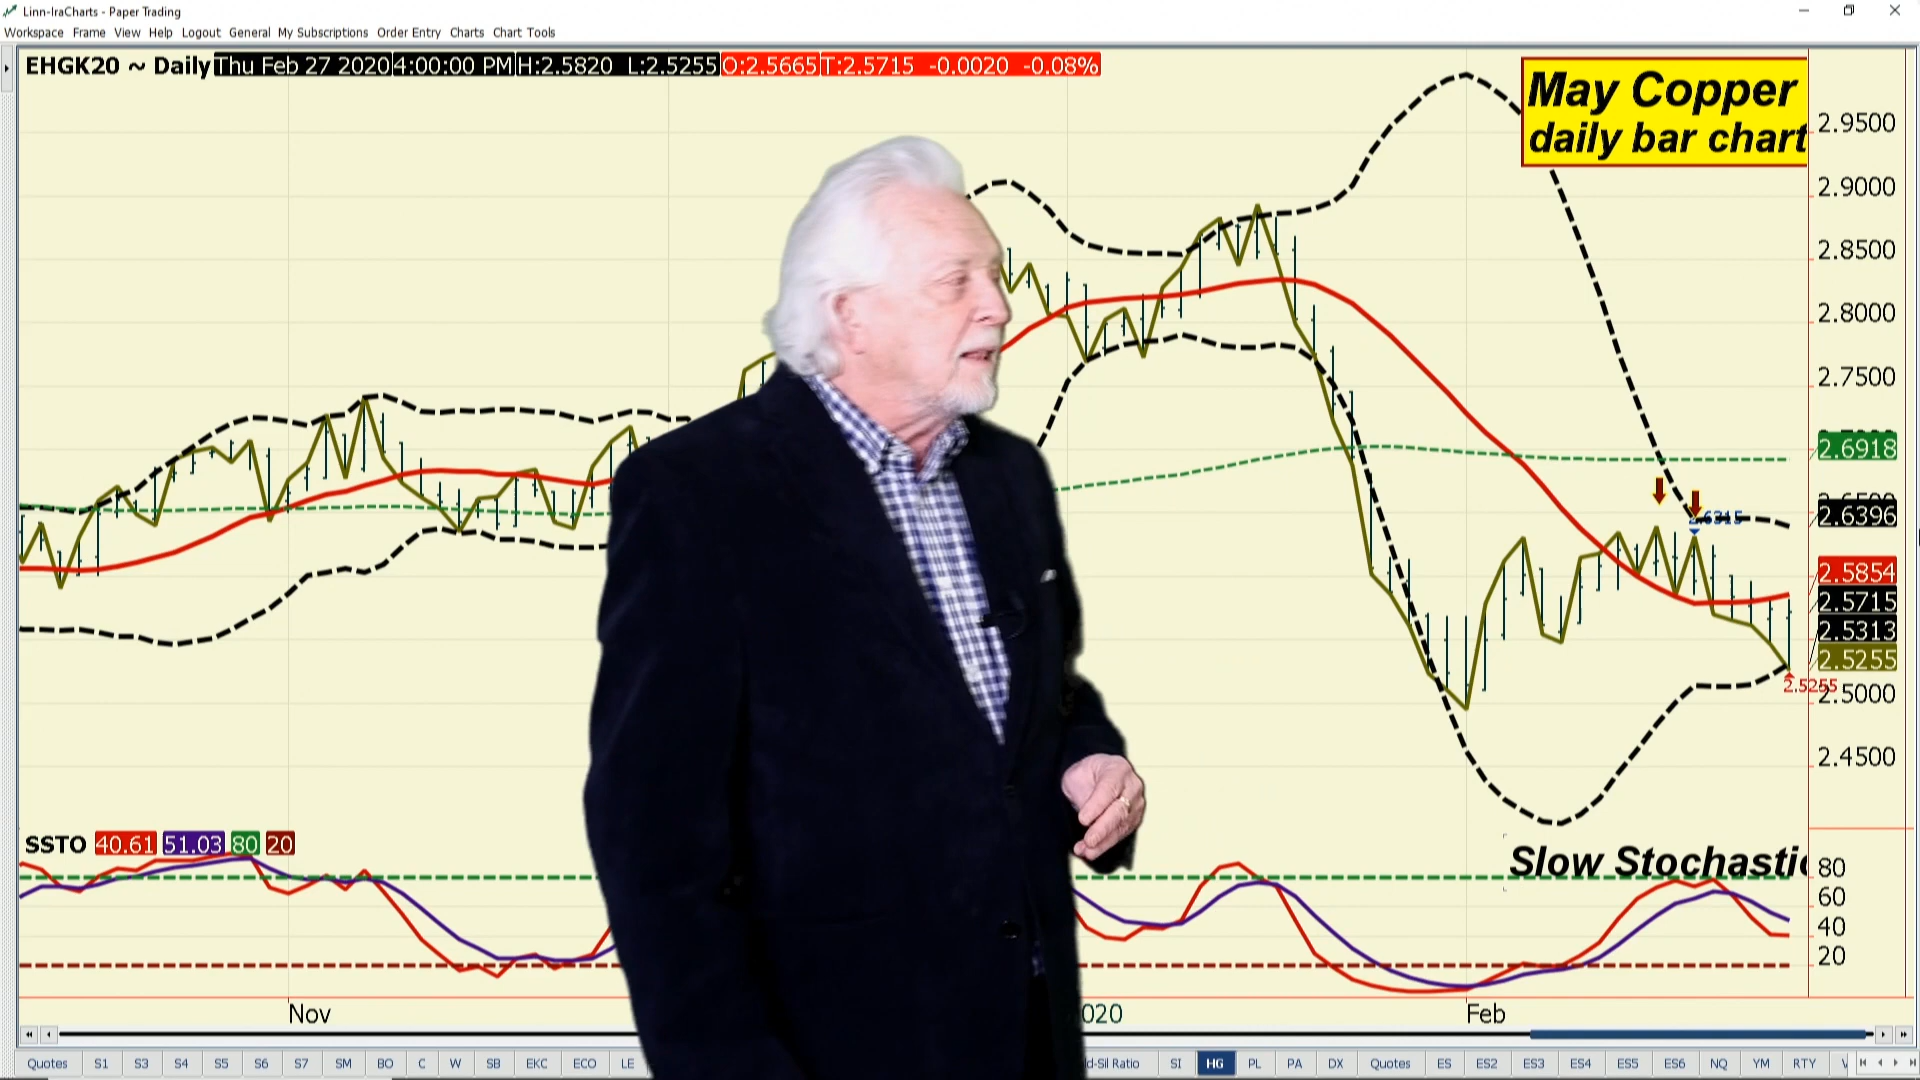 Linn-IraCharts - Paper Trading
Workspace Frame View Help Logout General My Subscriptions Order Entry Charts Chart Tools
EHGK20 ~ Daily Thu Feb 27 2020 4:00:00 PM H:2.5820 L:2.5255 O:2.5665 T:2.5715 -0.0020 -0.08%
May Copper
daily bar chart
2.9500
2.9000
2.8500
2.8000
2.7500
2.6918
2.6396
2.6315
2.5854
2.5715
2.5313
2.5255
2.5255
2.5000
2.4500
SSTO 40.61 51.03 80 20
Slow Stochastic
80
60
40
20
Nov 020 Feb
Quotes S1 S3 S4 S5 S6 S7 SM BO C W SB EKC ECO LE d-Sil Ratio SI HG PL PA DX Quotes ES ES2 ES3 ES4 ES5 ES6 NQ YM RTY